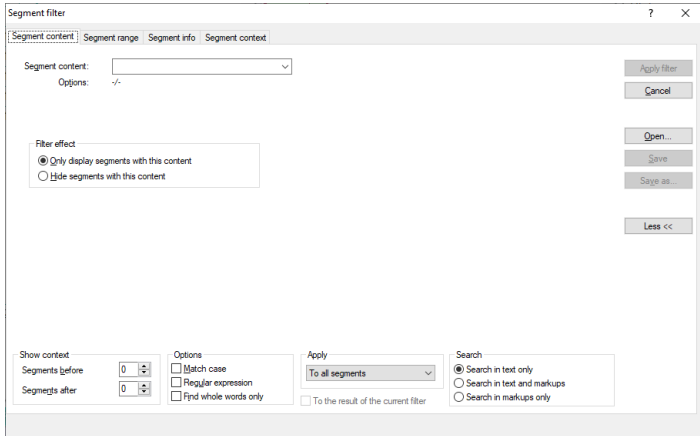 Segment filter
? ×
Segment content Segment range Segment info Segment context
Segment content:
Options: -/-
Apply filter
Cancel
Open...
Save
Save as...
Less <<
Filter effect
Only display segments with this content
Hide segments with this content
Show context
Segments before 0
Segments after 0
Options
Match case
Regular expression
Find whole words only
Apply
To all segments
To the result of the current filter
Search
Search in text only
Search in text and markups
Search in markups only